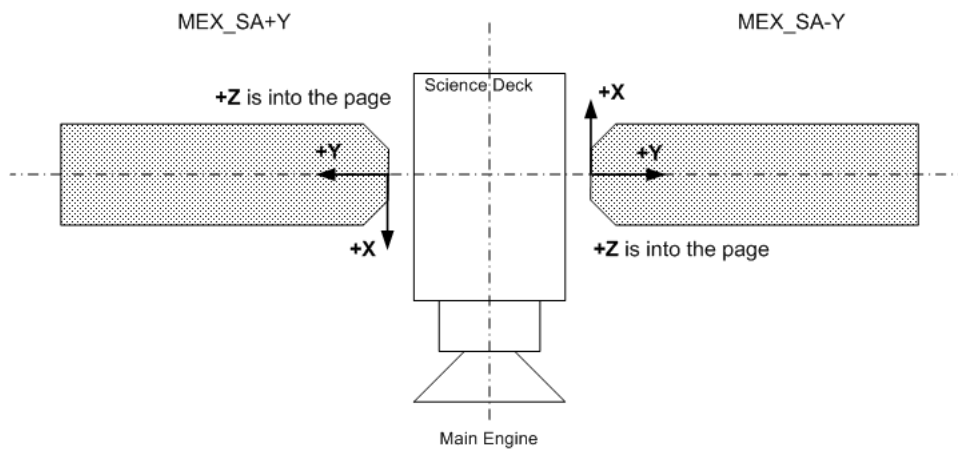 MEX_SA+Y
MEX_SA-Y
Science Deck
+Z is into the page
+X
+Y
+Y
+X
+Z is into the page
Main Engine